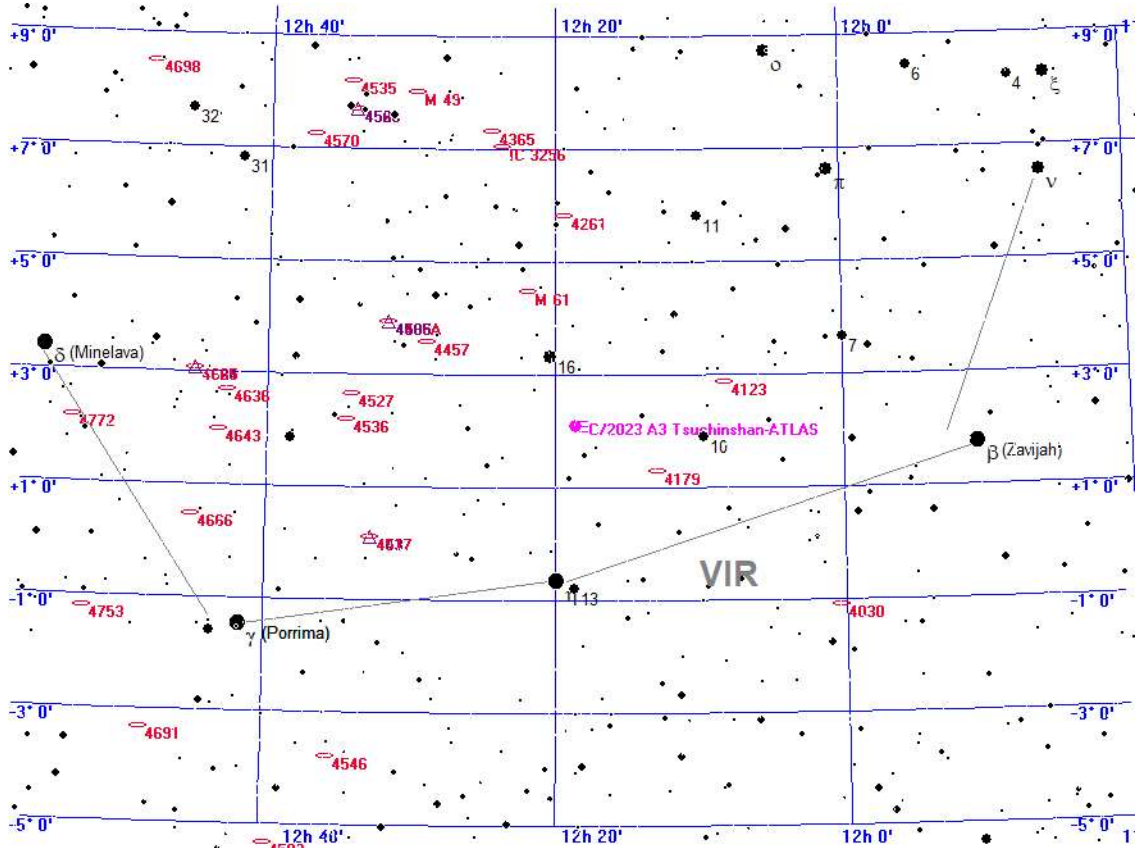 12h 40' 12h 20' 12h 0'
+9° 0' +9° 0'
4698 4535 M 49 ο 6 4 ξ
32
4570 4365
IC 3256
+7° 0' +7° 0'
31 π ν
4261 11
+5° 0' +5° 0'
M 61
4457 7
δ (Minelava)
16
+3° 0' +3° 0'
4636 4527 4123
4772 4643 4536 C/2023 A3 Tsuchinshan-ATLAS
10 β (Zavijah)
4179
+1° 0' +1° 0'
4666
VIR
-1° 0' 13 -1° 0'
4753 4030
γ (Porrima)
-3° 0' -3° 0'
4691
4546
-5° 0' -5° 0'
12h 40' 12h 20' 12h 0'